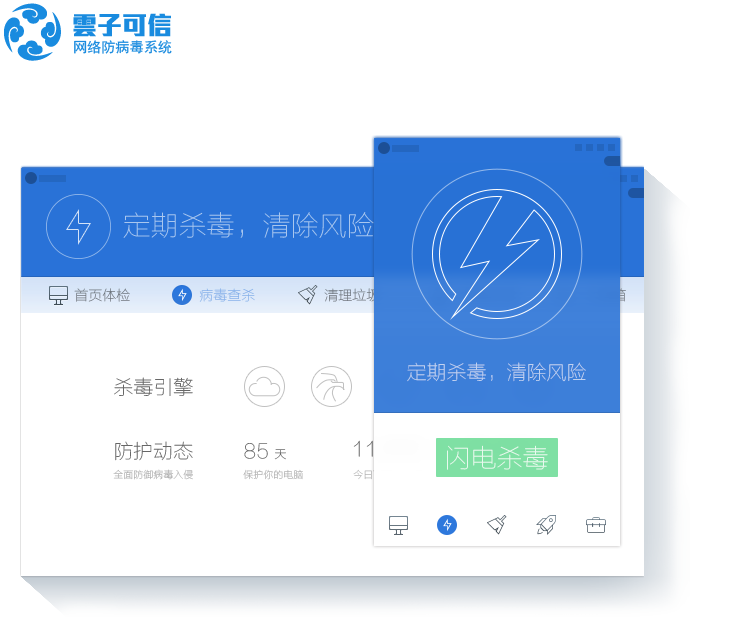 雲子可信
网络防病毒系统
定期杀毒，清除风险
首页体检
病毒查杀
清理垃圾
箱
杀毒引擎
防护动态
85 天
11
全面防御病毒入侵
保护你的电脑
今日
定期杀毒，清除风险
闪电杀毒